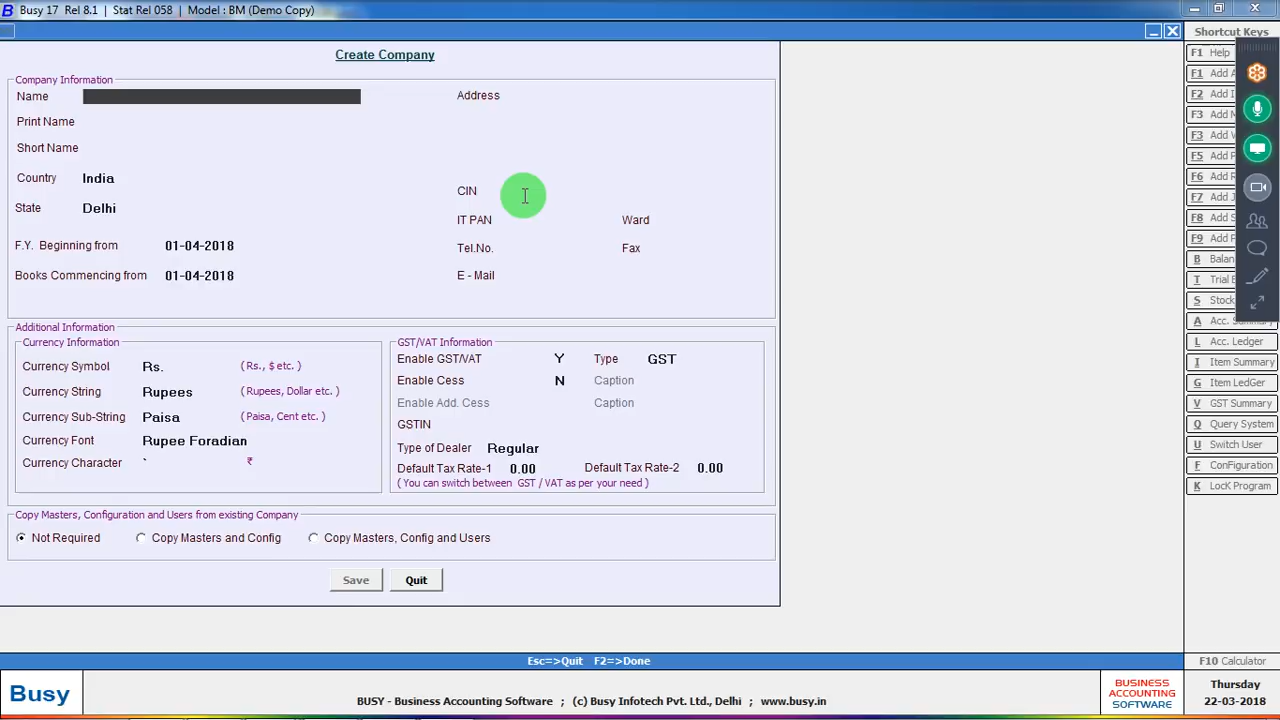 Busy 17 Rel 8.1 | Stat Rel 058 | Model : BM (Demo Copy)
Shortcut Keys
Create Company
Company Information
Name
Address
Print Name
Short Name
Country India
CIN
State Delhi
IT PAN
Ward
F.Y. Beginning from 01-04-2018
Tel.No.
Fax
Books Commencing from 01-04-2018
E - Mail
Additional Information
Currency Information
Currency Symbol Rs. ( Rs., $ etc. )
Currency String Rupees ( Rupees, Dollar etc. )
Currency Sub-String Paisa ( Paisa, Cent etc. )
Currency Font Rupee Foradian
Currency Character ` ₹
GST/VAT Information
Enable GST/VAT Y Type GST
Enable Cess N Caption
Enable Add. Cess Caption
GSTIN
Type of Dealer Regular
Default Tax Rate-1 0.00 Default Tax Rate-2 0.00
( You can switch between GST / VAT as per your need )
Copy Masters, Configuration and Users from existing Company
Not Required Copy Masters and Config Copy Masters, Config and Users
Save Quit
F1 Help
F1 Add
F2 Add
F3 Add
F3 Add
F5 Add
F6 Add
F7 Add
F8 Add
F9 Add
B Balan
T Trial
S Stock
A Acc. Summary
L Acc. Ledger
I Item Summary
G Item LedGer
V GST Summary
Q Query System
U Switch User
F ConFiguration
K LocK Program
Esc=>Quit F2=>Done
F10 Calculator
Busy
BUSY - Business Accounting Software ; (c) Busy Infotech Pvt. Ltd., Delhi ; www.busy.in
BUSINESS
ACCOUNTING
SOFTWARE
Thursday
22-03-2018